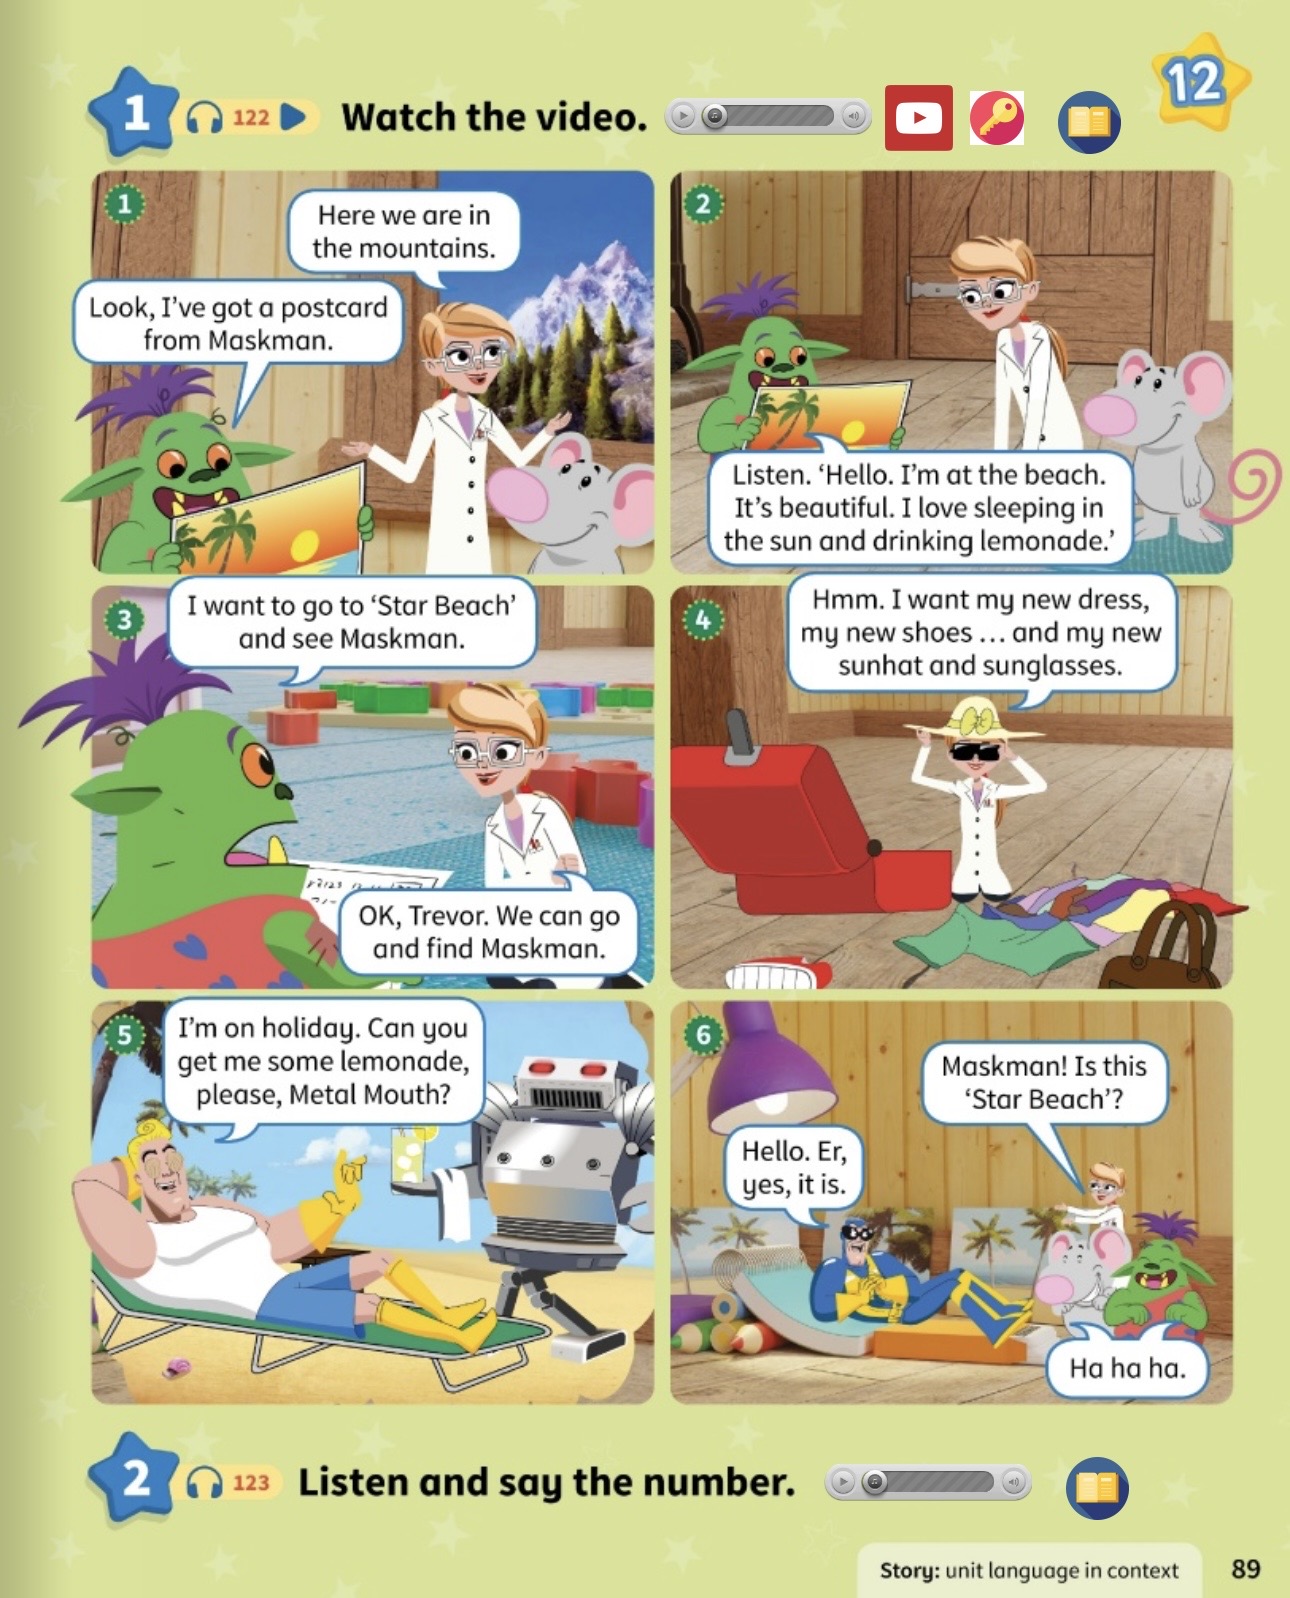 1
122
Watch the video.
12
1
Here we are in
the mountains.
Look, I've got a postcard
from Maskman.
2
Listen. 'Hello. I'm at the beach.
It's beautiful. I love sleeping in
the sun and drinking lemonade.'
3
I want to go to 'Star Beach'
and see Maskman.
OK, Trevor. We can go
and find Maskman.
4
Hmm. I want my new dress,
my new shoes ... and my new
sunhat and sunglasses.
5
I'm on holiday. Can you
get me some lemonade,
please, Metal Mouth?
6
Maskman! Is this
'Star Beach'?
Hello. Er,
yes, it is.
Ha ha ha.
2
123
Listen and say the number.
Story: unit language in context
89